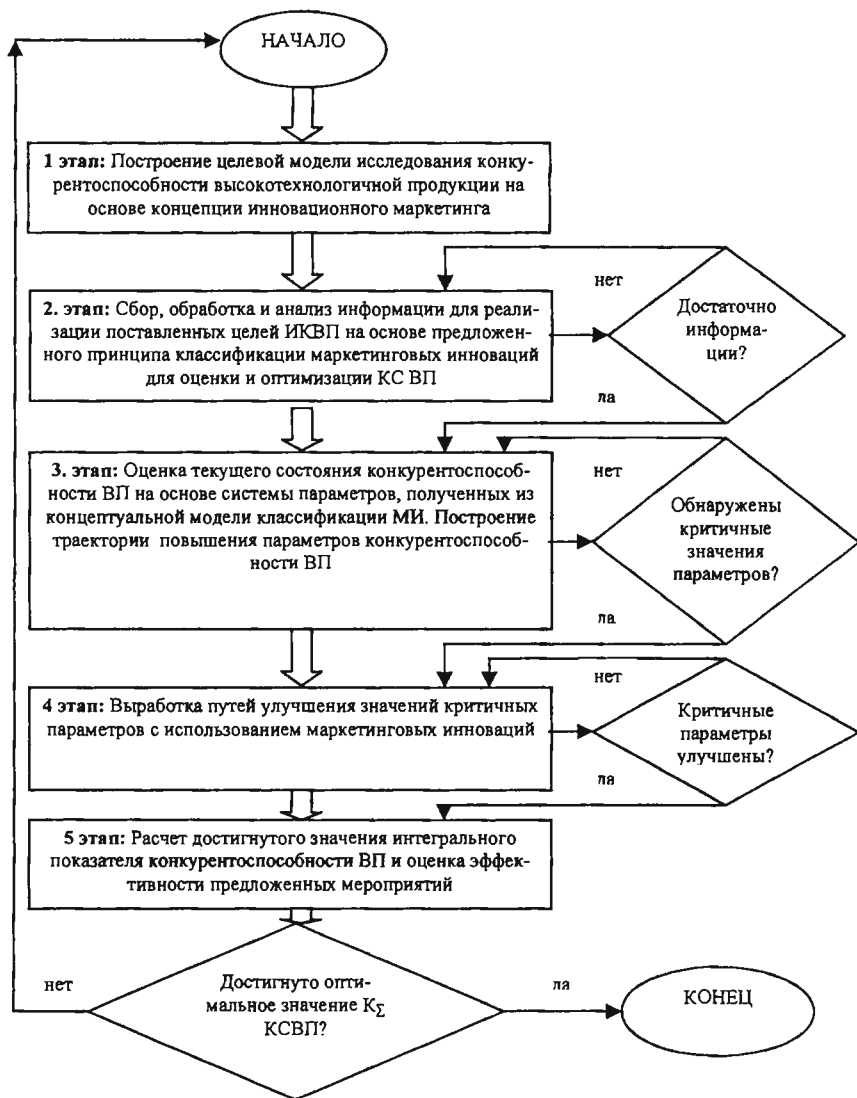 НАЧАЛО
1 этап: Построение целевой модели исследования конку-
рентоспособности высокотехнологичной продукции на
основе концепции инновационного маркетинга
нет
2. этап: Сбор, обработка и анализ информации для реали-
зации поставленных целей ИКВП на основе предложен-
ного принципа классификации маркетинговых инноваций
для оценки и оптимизации КС ВП
Достаточно
информа-
ции?
да
3. этап: Оценка текущего состояния конкурентоспособ-
ности ВП на основе системы параметров, полученных из
концептуальной модели классификации МИ. Построение
траектории повышения параметров конкурентоспособ-
ности ВП
нет
Обнаружены
критичные
значения
параметров?
да
нет
4 этап: Выработка путей улучшения значений критичных
параметров с использованием маркетинговых инноваций
Критичные
параметры
улучшены?
да
5 этап: Расчет достигнутого значения интегрального
показателя конкурентоспособности ВП и оценка эффек-
тивности предложенных мероприятий
нет
Достигнуто опти-
мальное значение K∑
КСВП?
да
КОНЕЦ